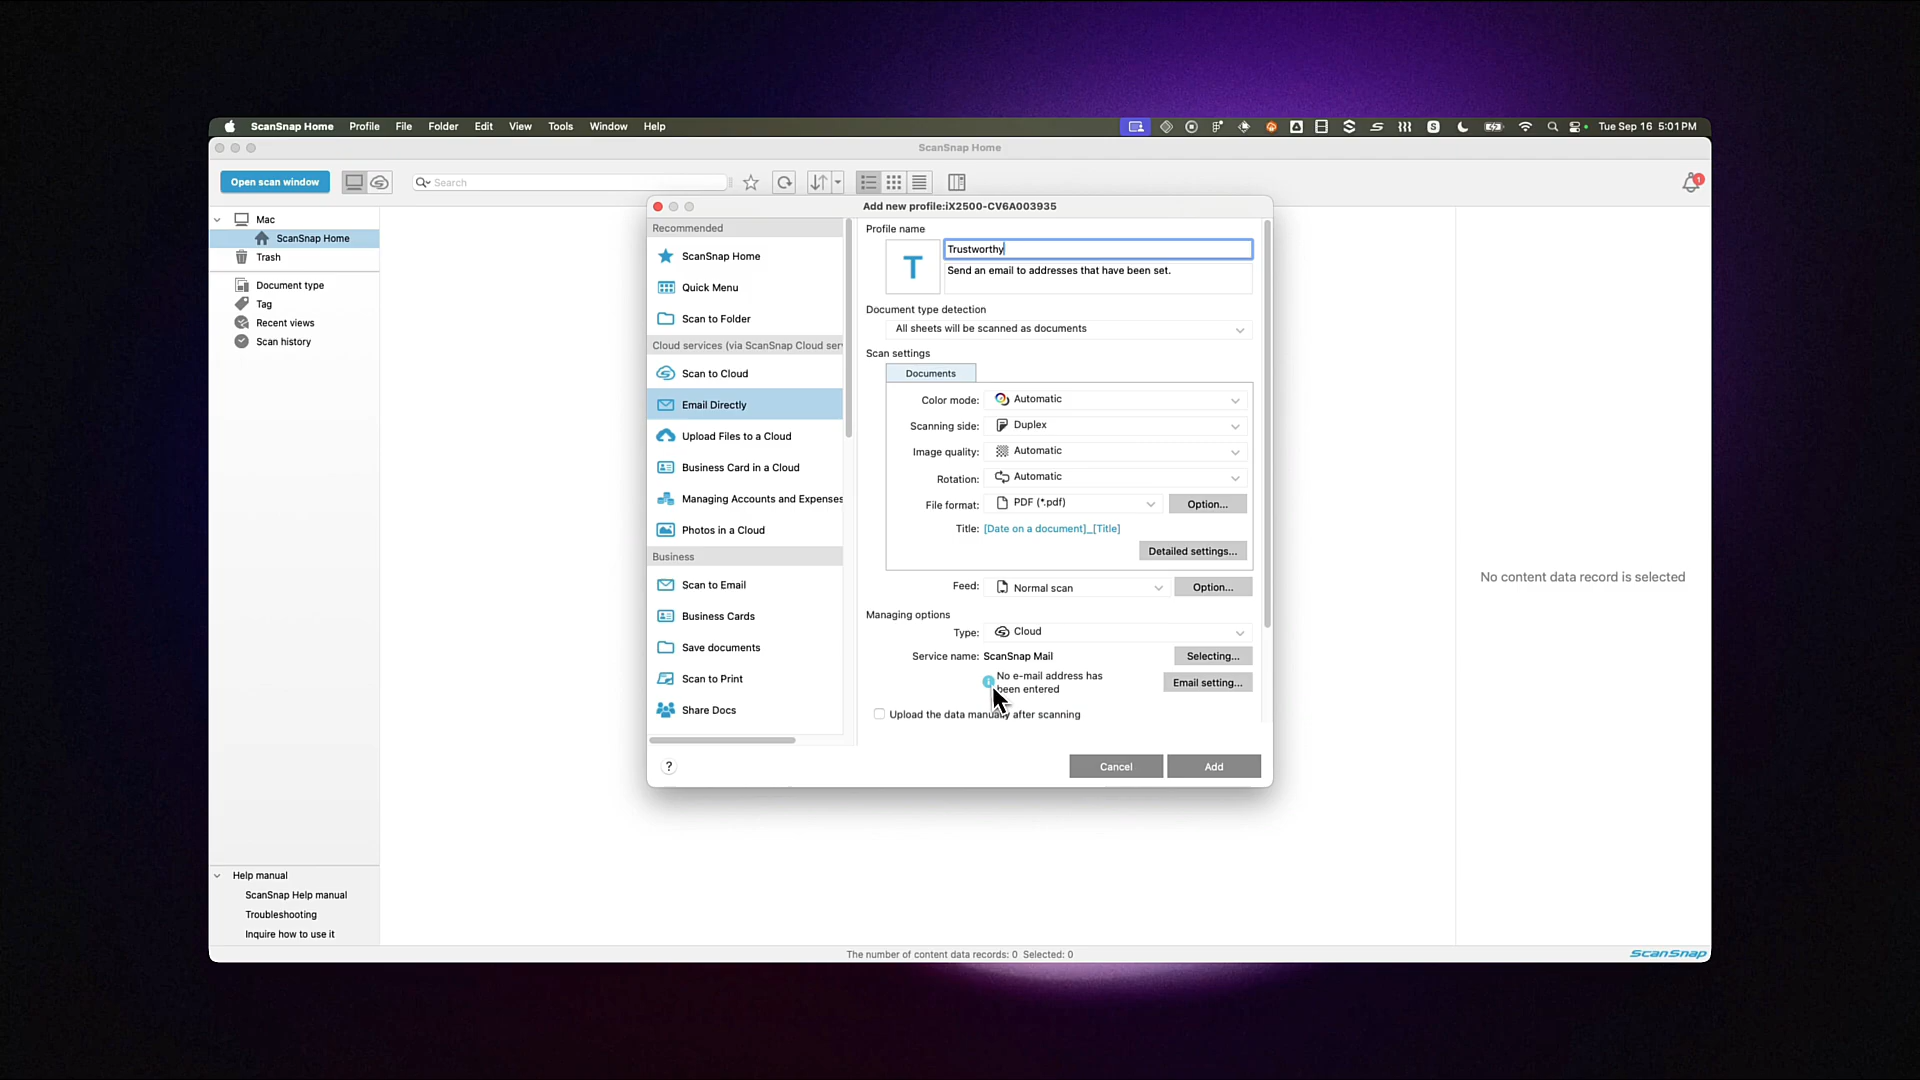 ScanSnap Home Profile File Folder Edit View Tools Window Help
Tue Sep 16 5:01 PM
ScanSnap Home
Open scan window
Search
1
Mac
ScanSnap Home
Trash
Document type
Tag
Recent views
Scan history
Help manual
ScanSnap Help manual
Troubleshooting
Inquire how to use it
Add new profile:iX2500-CV6A003935
Recommended
ScanSnap Home
Quick Menu
Scan to Folder
Cloud services (via ScanSnap Cloud ser
Scan to Cloud
Email Directly
Upload Files to a Cloud
Business Card in a Cloud
Managing Accounts and Expenses
Photos in a Cloud
Business
Scan to Email
Business Cards
Save documents
Scan to Print
Share Docs
?
Profile name
T
Trustworthy
Send an email to addresses that have been set.
Document type detection
All sheets will be scanned as documents
Scan settings
Documents
Color mode: Automatic
Scanning side: Duplex
Image quality: Automatic
Rotation: Automatic
File format: PDF (*.pdf) Option...
Title: [Date on a document]_[Title]
Detailed settings...
Feed: Normal scan Option...
Managing options
Type: Cloud
Service name: ScanSnap Mail Selecting...
No e-mail address has
been entered
Email setting...
Upload the data manually after scanning
Cancel Add
No content data record is selected
The number of content data records: 0 Selected: 0
ScanSnap